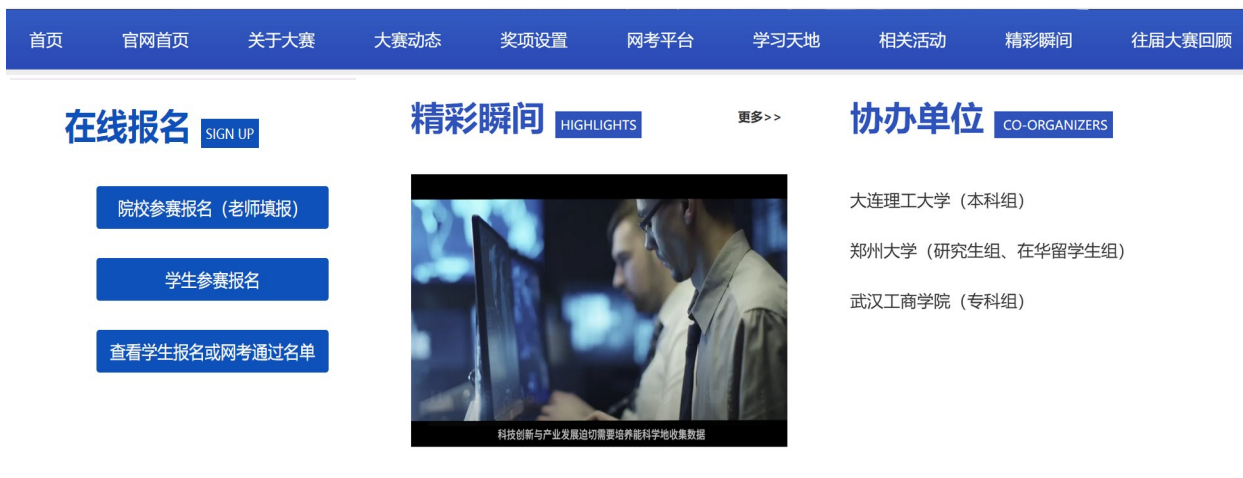 首页 官网首页 关于大赛 大赛动态 奖项设置 网考平台 学习天地 相关活动 精彩瞬间 往届大赛回顾
在线报名 SIGN UP
院校参赛报名（老师填报）
学生参赛报名
查看学生报名或网考通过名单
精彩瞬间 HIGHLIGHTS 更多>>
科技创新与产业发展迫切需要培养能科学地收集数据
协办单位 CO-ORGANIZERS
大连理工大学（本科组）
郑州大学（研究生组、在华留学生组）
武汉工商学院（专科组）